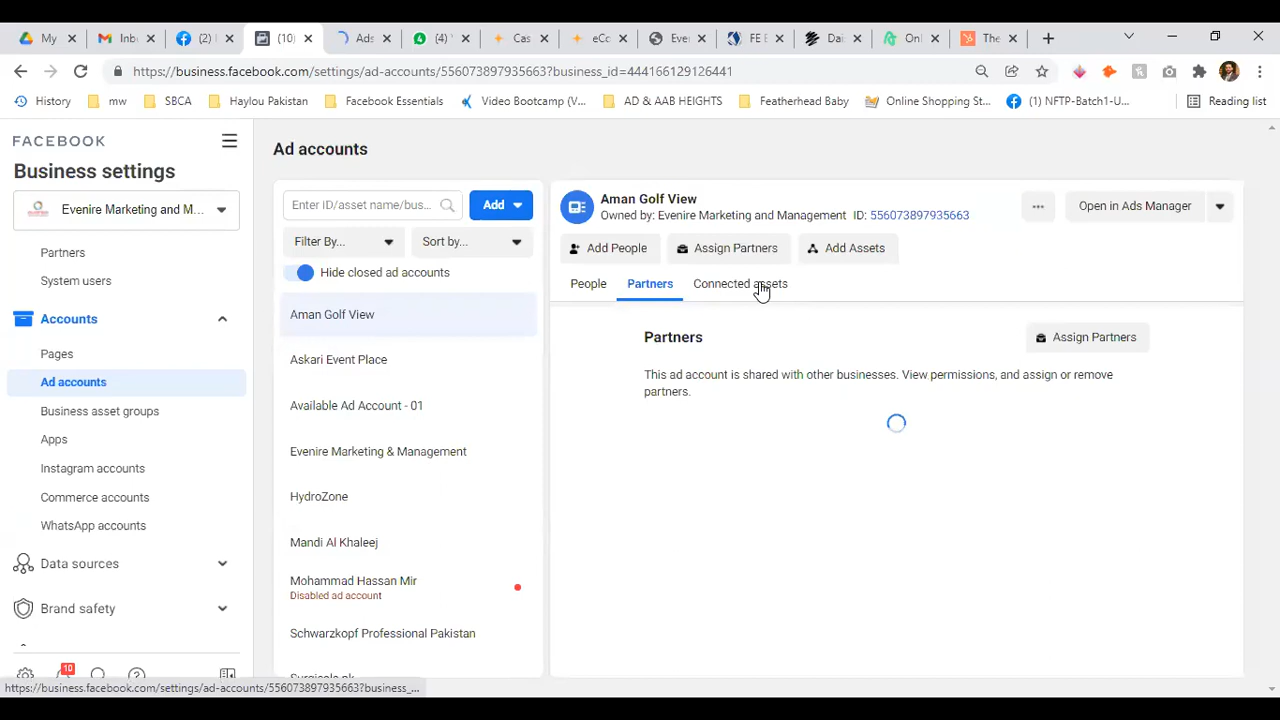 My
Inb
(2)
(10)
Ads
(4)
Cas
eCc
Eve
FE E
Dai
Onl
The
https://business.facebook.com/settings/ad-accounts/556073897935663?business_id=444166129126441
History
mw
SBCA
Haylou Pakistan
Facebook Essentials
Video Bootcamp (V...
AD & AAB HEIGHTS
Featherhead Baby
Online Shopping St...
(1) NFTP-Batch1-U...
Reading list
FACEBOOK
Business settings
Evenire Marketing and M...
Partners
System users
Accounts
Pages
Ad accounts
Business asset groups
Apps
Instagram accounts
Commerce accounts
WhatsApp accounts
Data sources
Brand safety
10
Ad accounts
Enter ID/asset name/bus...
Add
Filter By...
Sort by...
Hide closed ad accounts
Aman Golf View
Askari Event Place
Available Ad Account - 01
Evenire Marketing & Management
HydroZone
Mandi Al Khaleej
Mohammad Hassan Mir
Disabled ad account
Schwarzkopf Professional Pakistan
Aman Golf View
Owned by: Evenire Marketing and Management ID: 556073897935663
Open in Ads Manager
Add People
Assign Partners
Add Assets
People
Partners
Connected assets
Partners
Assign Partners
This ad account is shared with other businesses. View permissions, and assign or remove
partners.
https://business.facebook.com/settings/ad-accounts/556073897935663?business_...